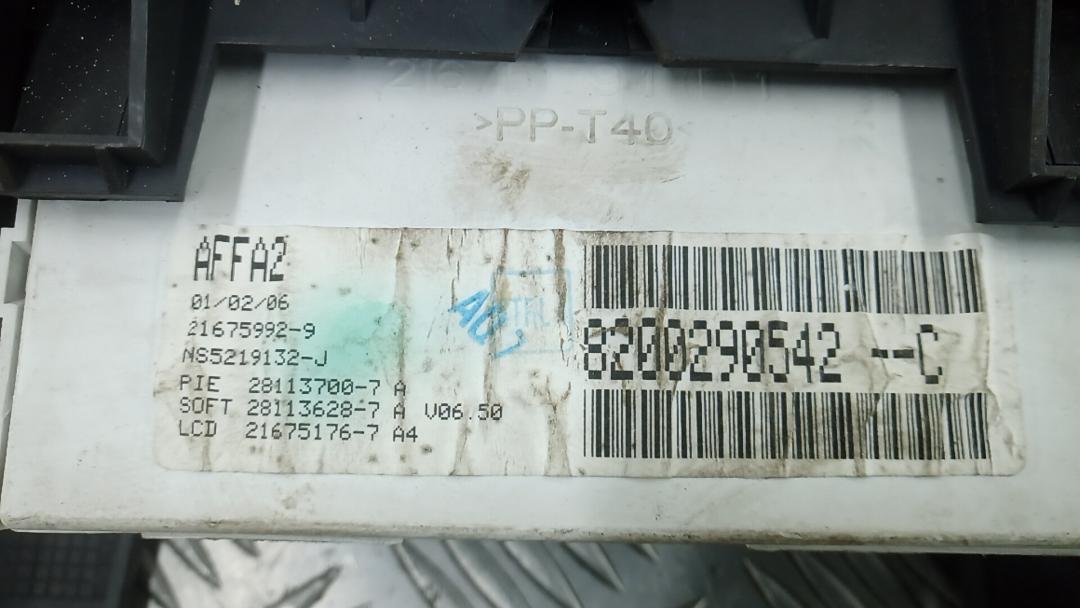 >PP-T40<
AFFA2
01/02/06
21675992-9
NS5219132-J
PIE 28113700-7 A
SOFT 28113628-7 A V06.50
LCD 21675176-7 A4
8200290542 --C